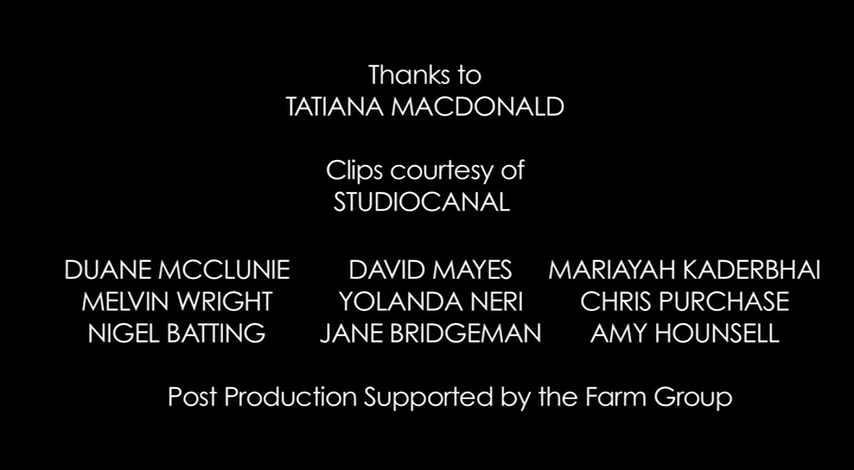 Thanks to
TATIANA MACDONALD
Clips courtesy of
STUDIOCANAL
DUANE MCCLUNIE DAVID MAYES MARIAYAH KADERBHAI
MELVIN WRIGHT YOLANDA NERI CHRIS PURCHASE
NIGEL BATTING JANE BRIDGEMAN AMY HOUNSELL
Post Production Supported by the Farm Group